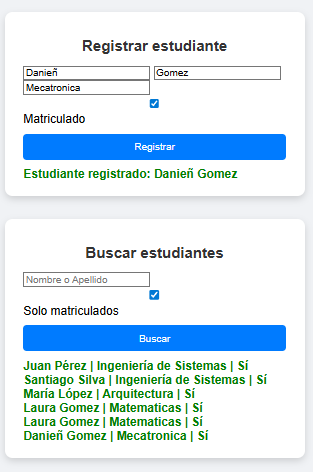 Registrar estudiante
Danieñ Gomez
Mecatronica
Matriculado
Registrar
Estudiante registrado: Danieñ Gomez
Buscar estudiantes
Nombre o Apellido
Solo matriculados
Buscar
Juan Pérez | Ingeniería de Sistemas | Sí
Santiago Silva | Ingeniería de Sistemas | Sí
María López | Arquitectura | Sí
Laura Gomez | Matematicas | Sí
Laura Gomez | Matematicas | Sí
Danieñ Gomez | Mecatronica | Sí